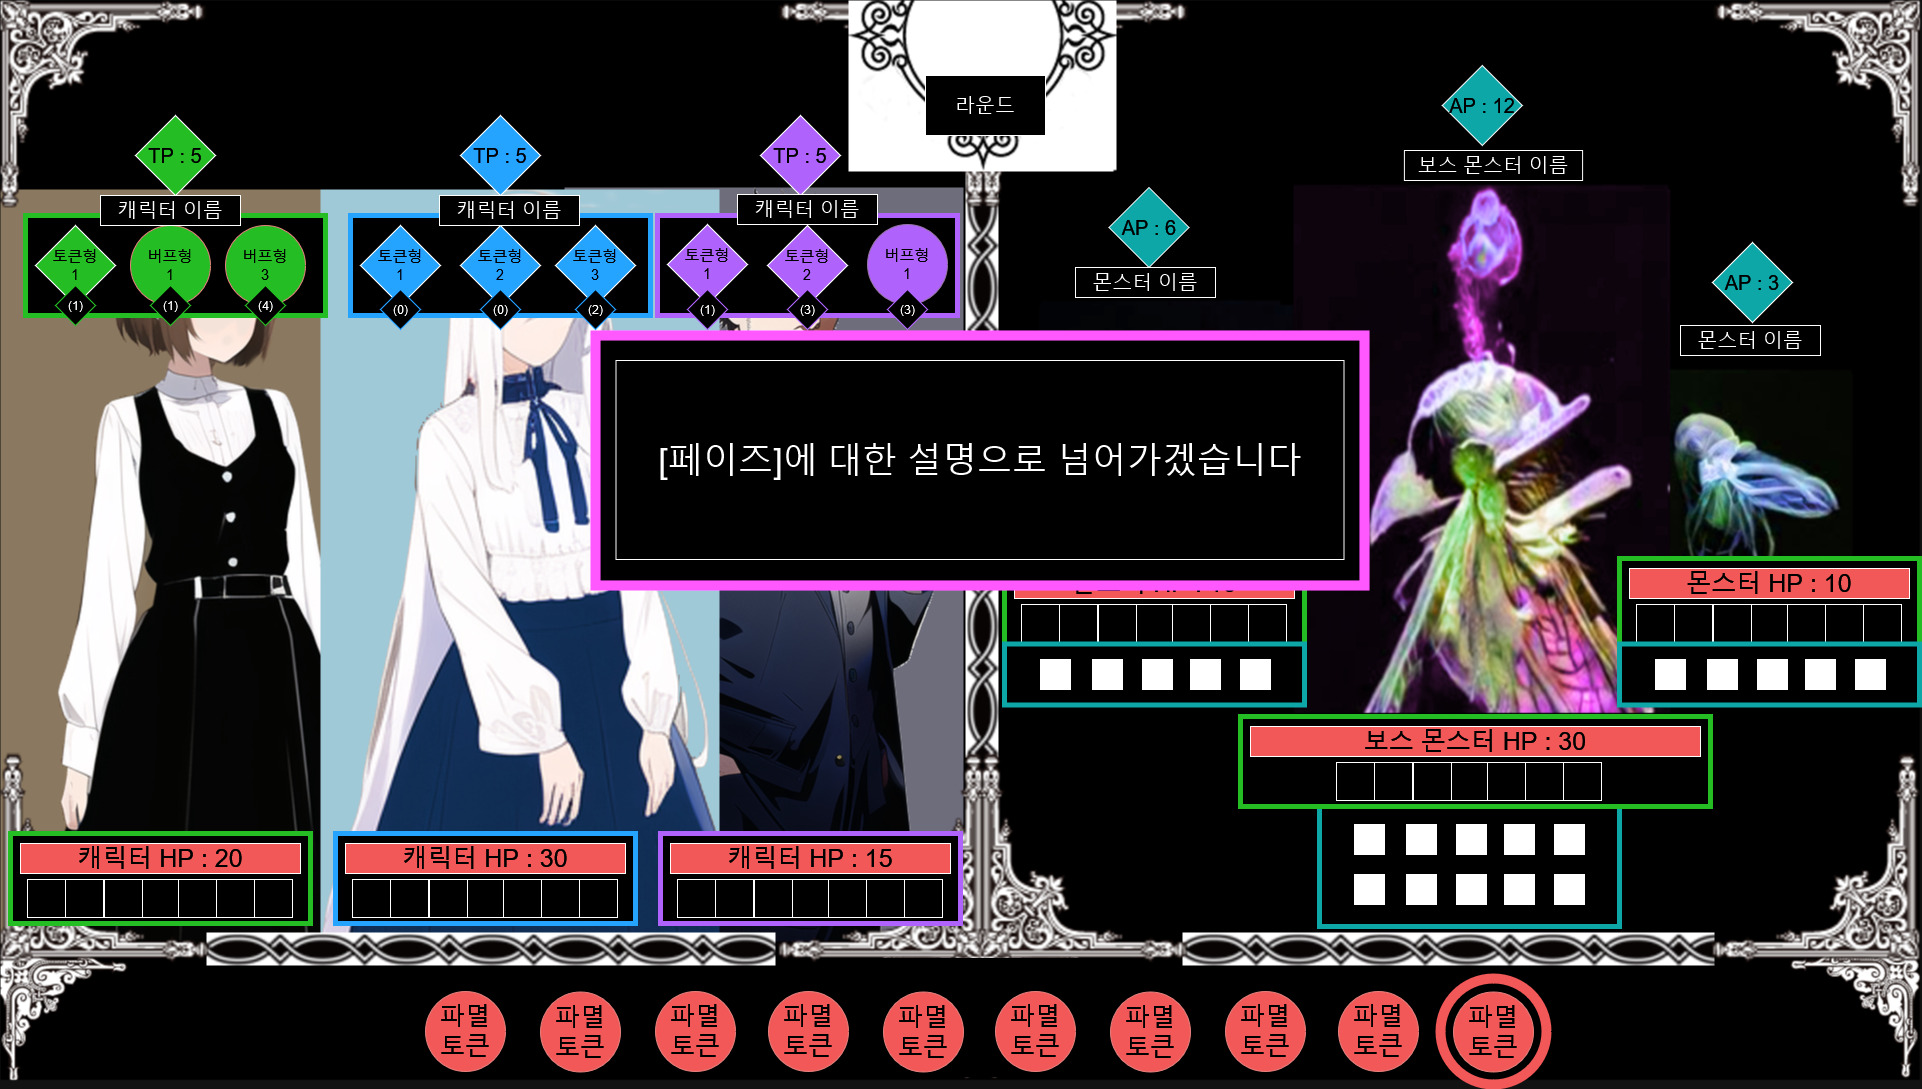 라운드
TP : 5
TP : 5
TP : 5
AP : 12
보스 몬스터 이름
캐릭터 이름
캐릭터 이름
캐릭터 이름
AP : 6
몬스터 이름
AP : 3
몬스터 이름
토큰형
1
(1)
버프형
1
(1)
버프형
3
(4)
토큰형
1
(0)
토큰형
2
(0)
토큰형
3
(2)
토큰형
1
(1)
토큰형
2
(3)
버프형
1
(3)
[페이즈]에 대한 설명으로 넘어가겠습니다
몬스터 HP : 10
보스 몬스터 HP : 30
캐릭터 HP : 20
캐릭터 HP : 30
캐릭터 HP : 15
파멸
토큰
파멸
토큰
파멸
토큰
파멸
토큰
파멸
토큰
파멸
토큰
파멸
토큰
파멸
토큰
파멸
토큰
파멸
토큰